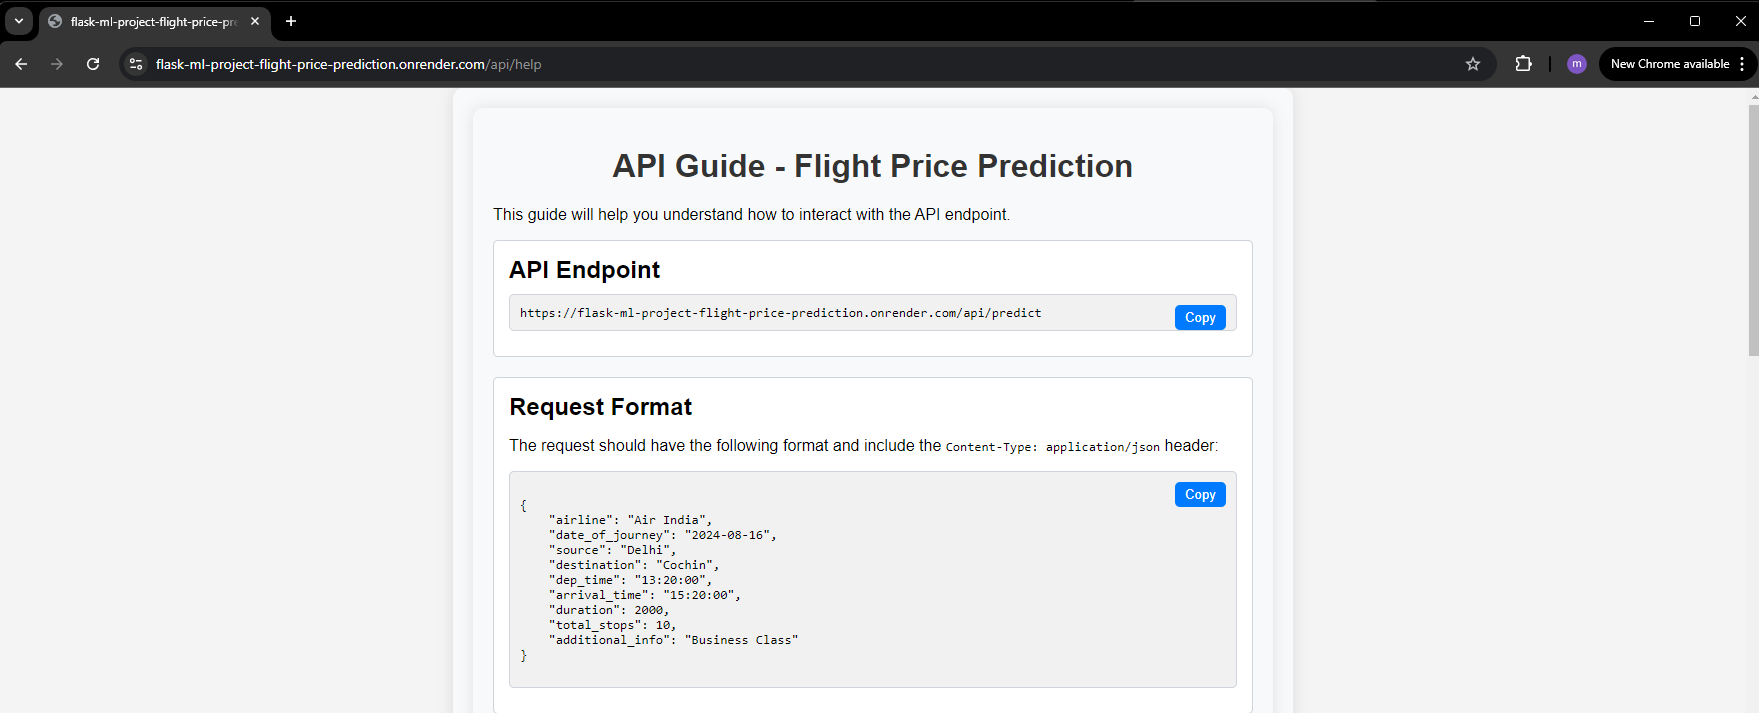 flask-ml-project-flight-price-pre
flask-ml-project-flight-price-prediction.onrender.com/api/help
m
New Chrome available
API Guide - Flight Price Prediction
This guide will help you understand how to interact with the API endpoint.
API Endpoint
https://flask-ml-project-flight-price-prediction.onrender.com/api/predict
Copy
Request Format
The request should have the following format and include the Content-Type: application/json header:
Copy
{
    "airline": "Air India",
    "date_of_journey": "2024-08-16",
    "source": "Delhi",
    "destination": "Cochin",
    "dep_time": "13:20:00",
    "arrival_time": "15:20:00",
    "duration": 2000,
    "total_stops": 10,
    "additional_info": "Business Class"
}